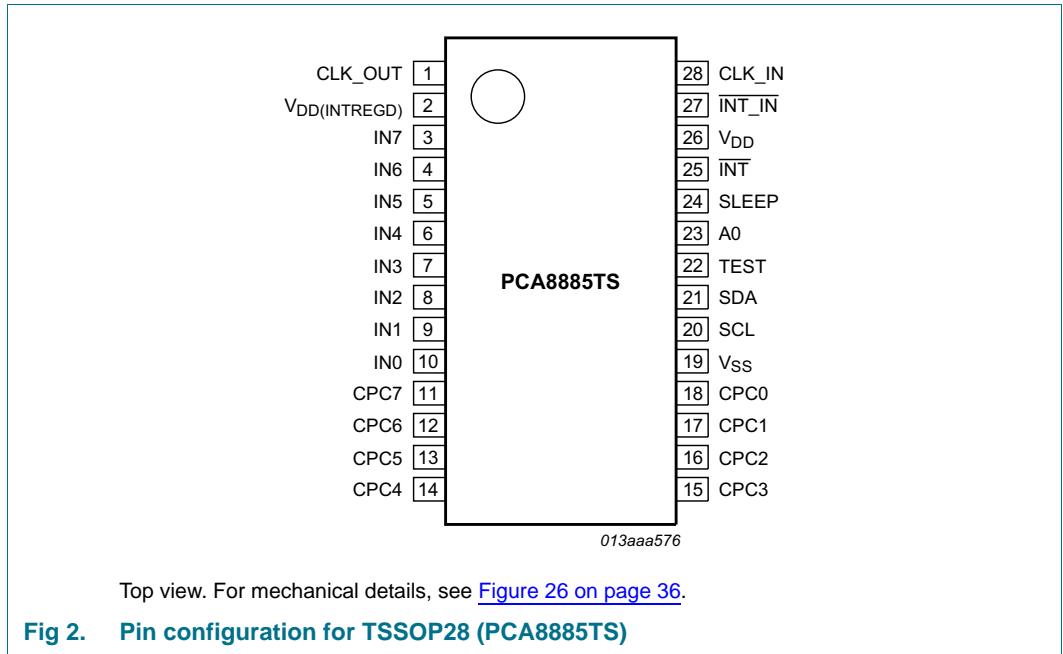 CLK_OUT 1 28 CLK_IN
VDD(INTREGD) 2 27 INT_IN
IN7 3 26 VDD
IN6 4 25 INT
IN5 5 24 SLEEP
IN4 6 23 A0
IN3 7 22 TEST
PCA8885TS
IN2 8 21 SDA
IN1 9 20 SCL
IN0 10 19 VSS
CPC7 11 18 CPC0
CPC6 12 17 CPC1
CPC5 13 16 CPC2
CPC4 14 15 CPC3
013aaa576
Top view. For mechanical details, see Figure 26 on page 36.
Fig 2. Pin configuration for TSSOP28 (PCA8885TS)